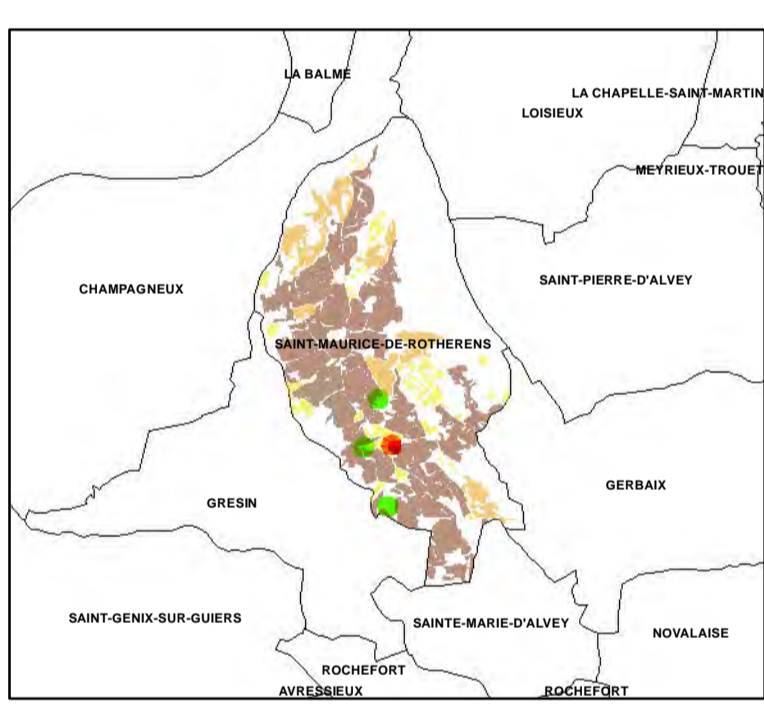 LA BALME
LA CHAPELLE-SAINT-MARTIN
LOISIEUX
MEYRIEUX-TROUET
SAINT-PIERRE-D'ALVEY
CHAMPAGNEUX
SAINT-MAURICE-DE-ROTHERENS
GERBAIX
GRESIN
SAINT-GENIX-SUR-GUIERS
SAINTE-MARIE-D'ALVEY
NOVALAISE
ROCHEFORT
AVRESSIEUX
ROCHEFORT